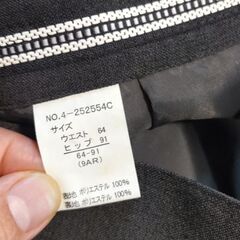 NO.4-252554C
サイズ
ウエスト 64
ヒップ 91
64-91
(9AR)
表地 ポリエステル 100%
裏地 ポリエステル 100%